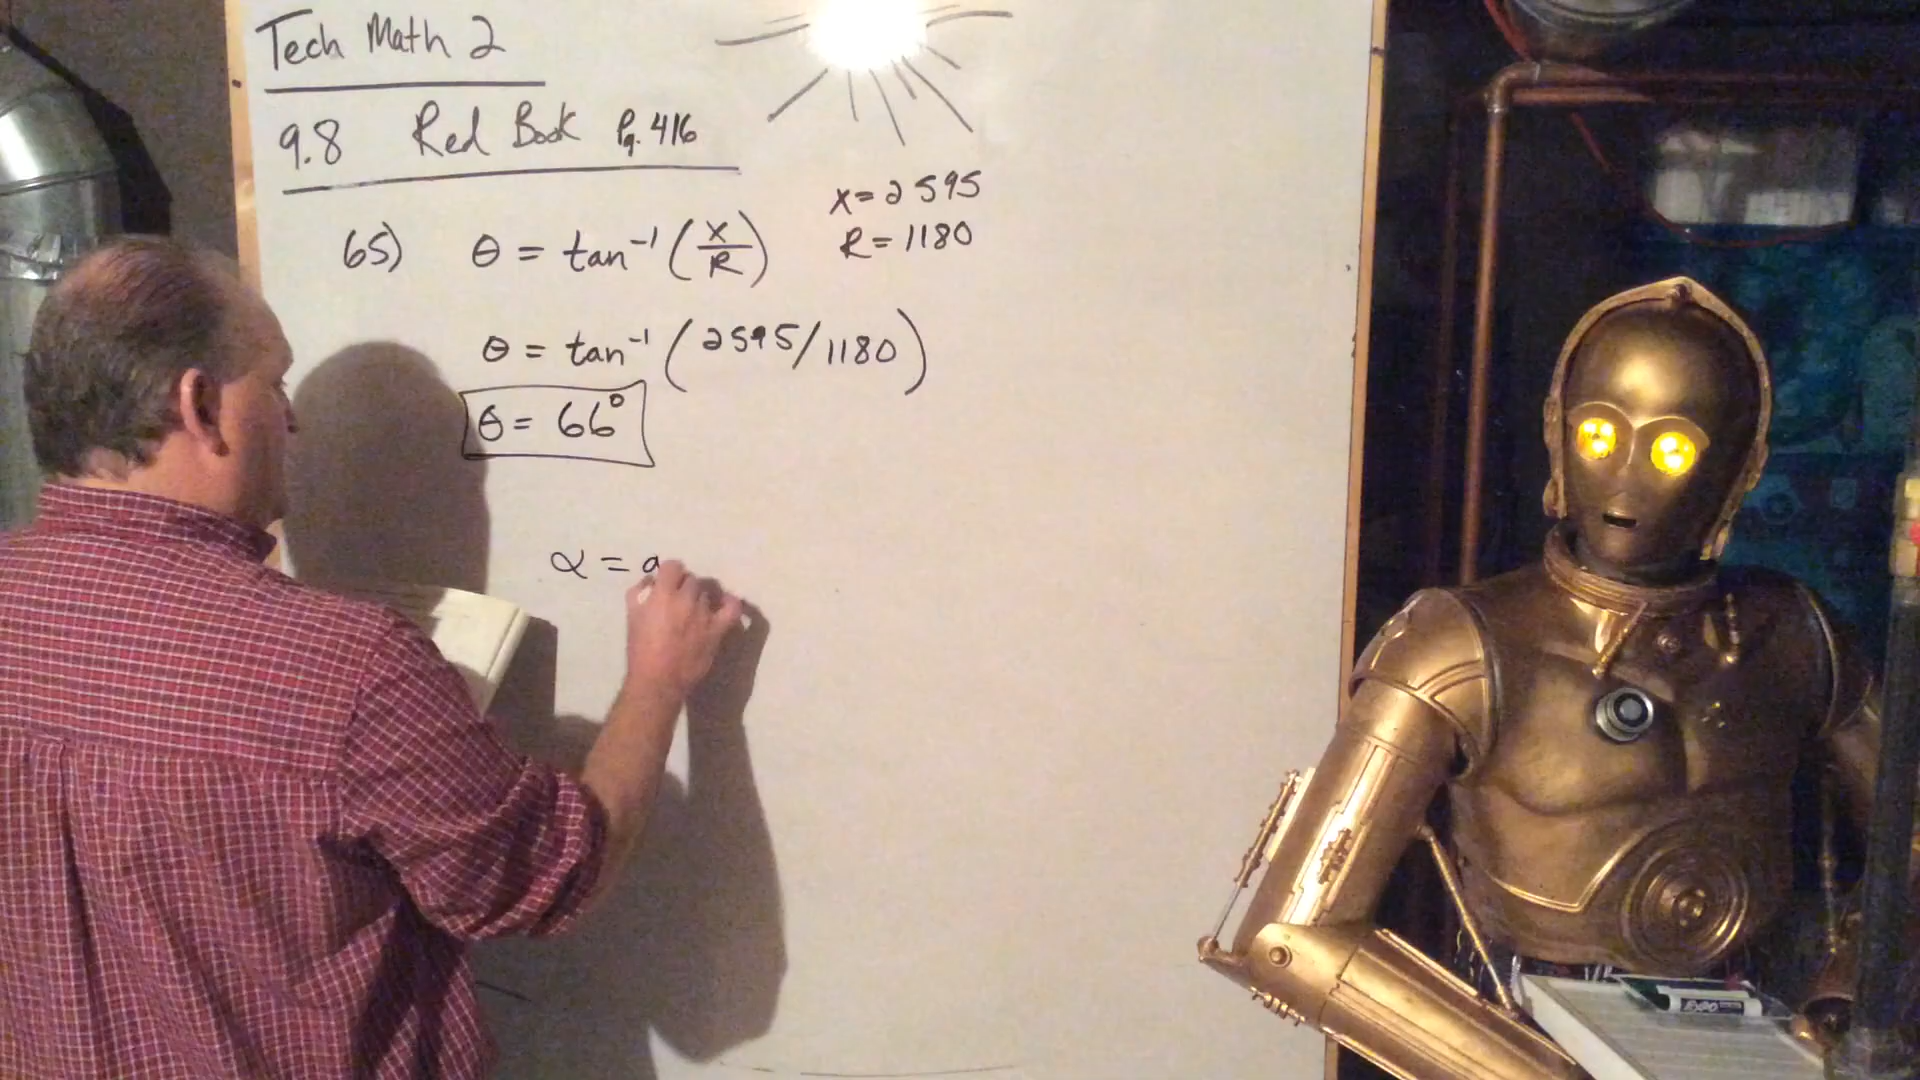 Tech Math 2
9.8 Red Book Pg. 416
x = 2595
R = 1180
65) θ = tan⁻¹ (x/R)
θ = tan⁻¹ (2595/1180)
θ = 66°
α = a
EXPO